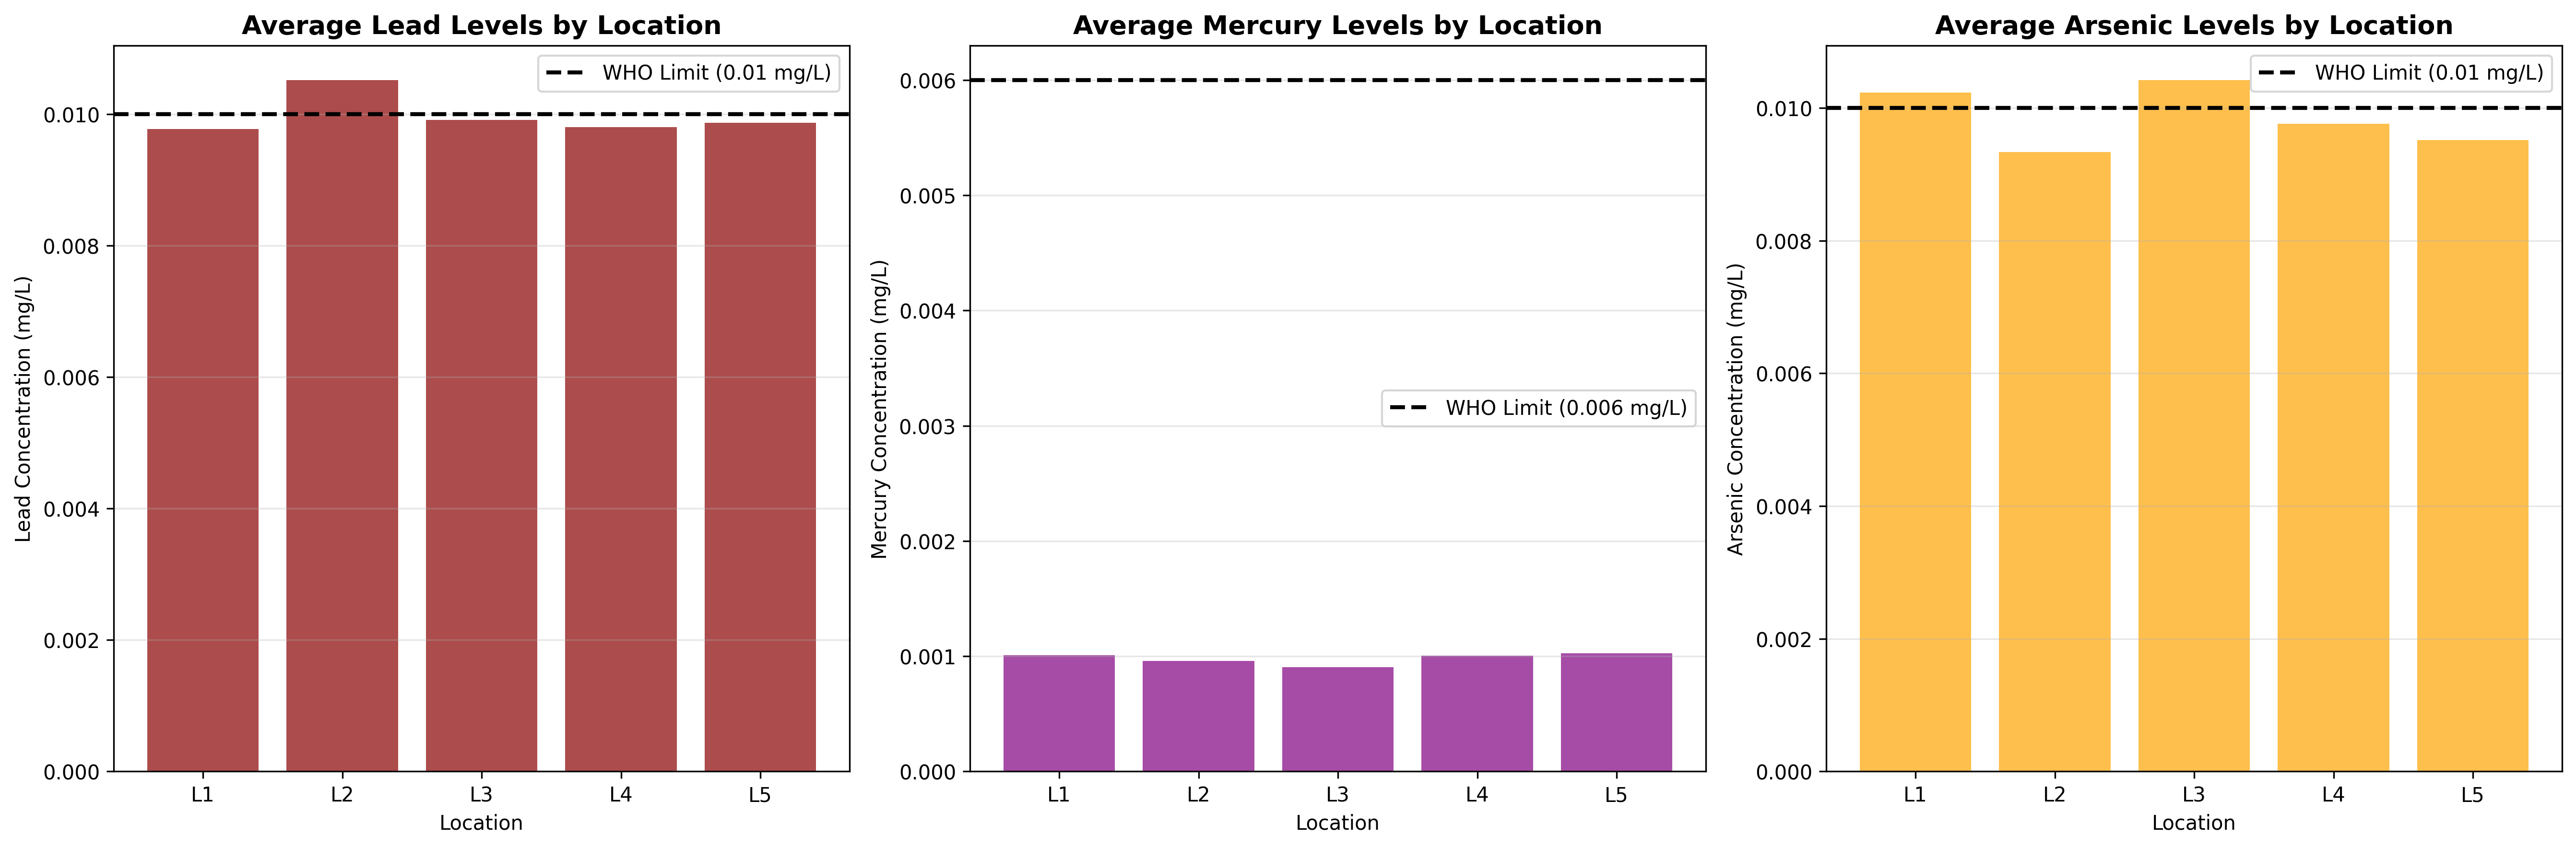 Average Lead Levels by Location
WHO Limit (0.01 mg/L)
Lead Concentration (mg/L)
0.010
0.008
0.006
0.004
0.002
0.000
L1 L2 L3 L4 L5
Location
Average Mercury Levels by Location
WHO Limit (0.006 mg/L)
Mercury Concentration (mg/L)
0.006
0.005
0.004
0.003
0.002
0.001
0.000
L1 L2 L3 L4 L5
Location
Average Arsenic Levels by Location
WHO Limit (0.01 mg/L)
Arsenic Concentration (mg/L)
0.010
0.008
0.006
0.004
0.002
0.000
L1 L2 L3 L4 L5
Location